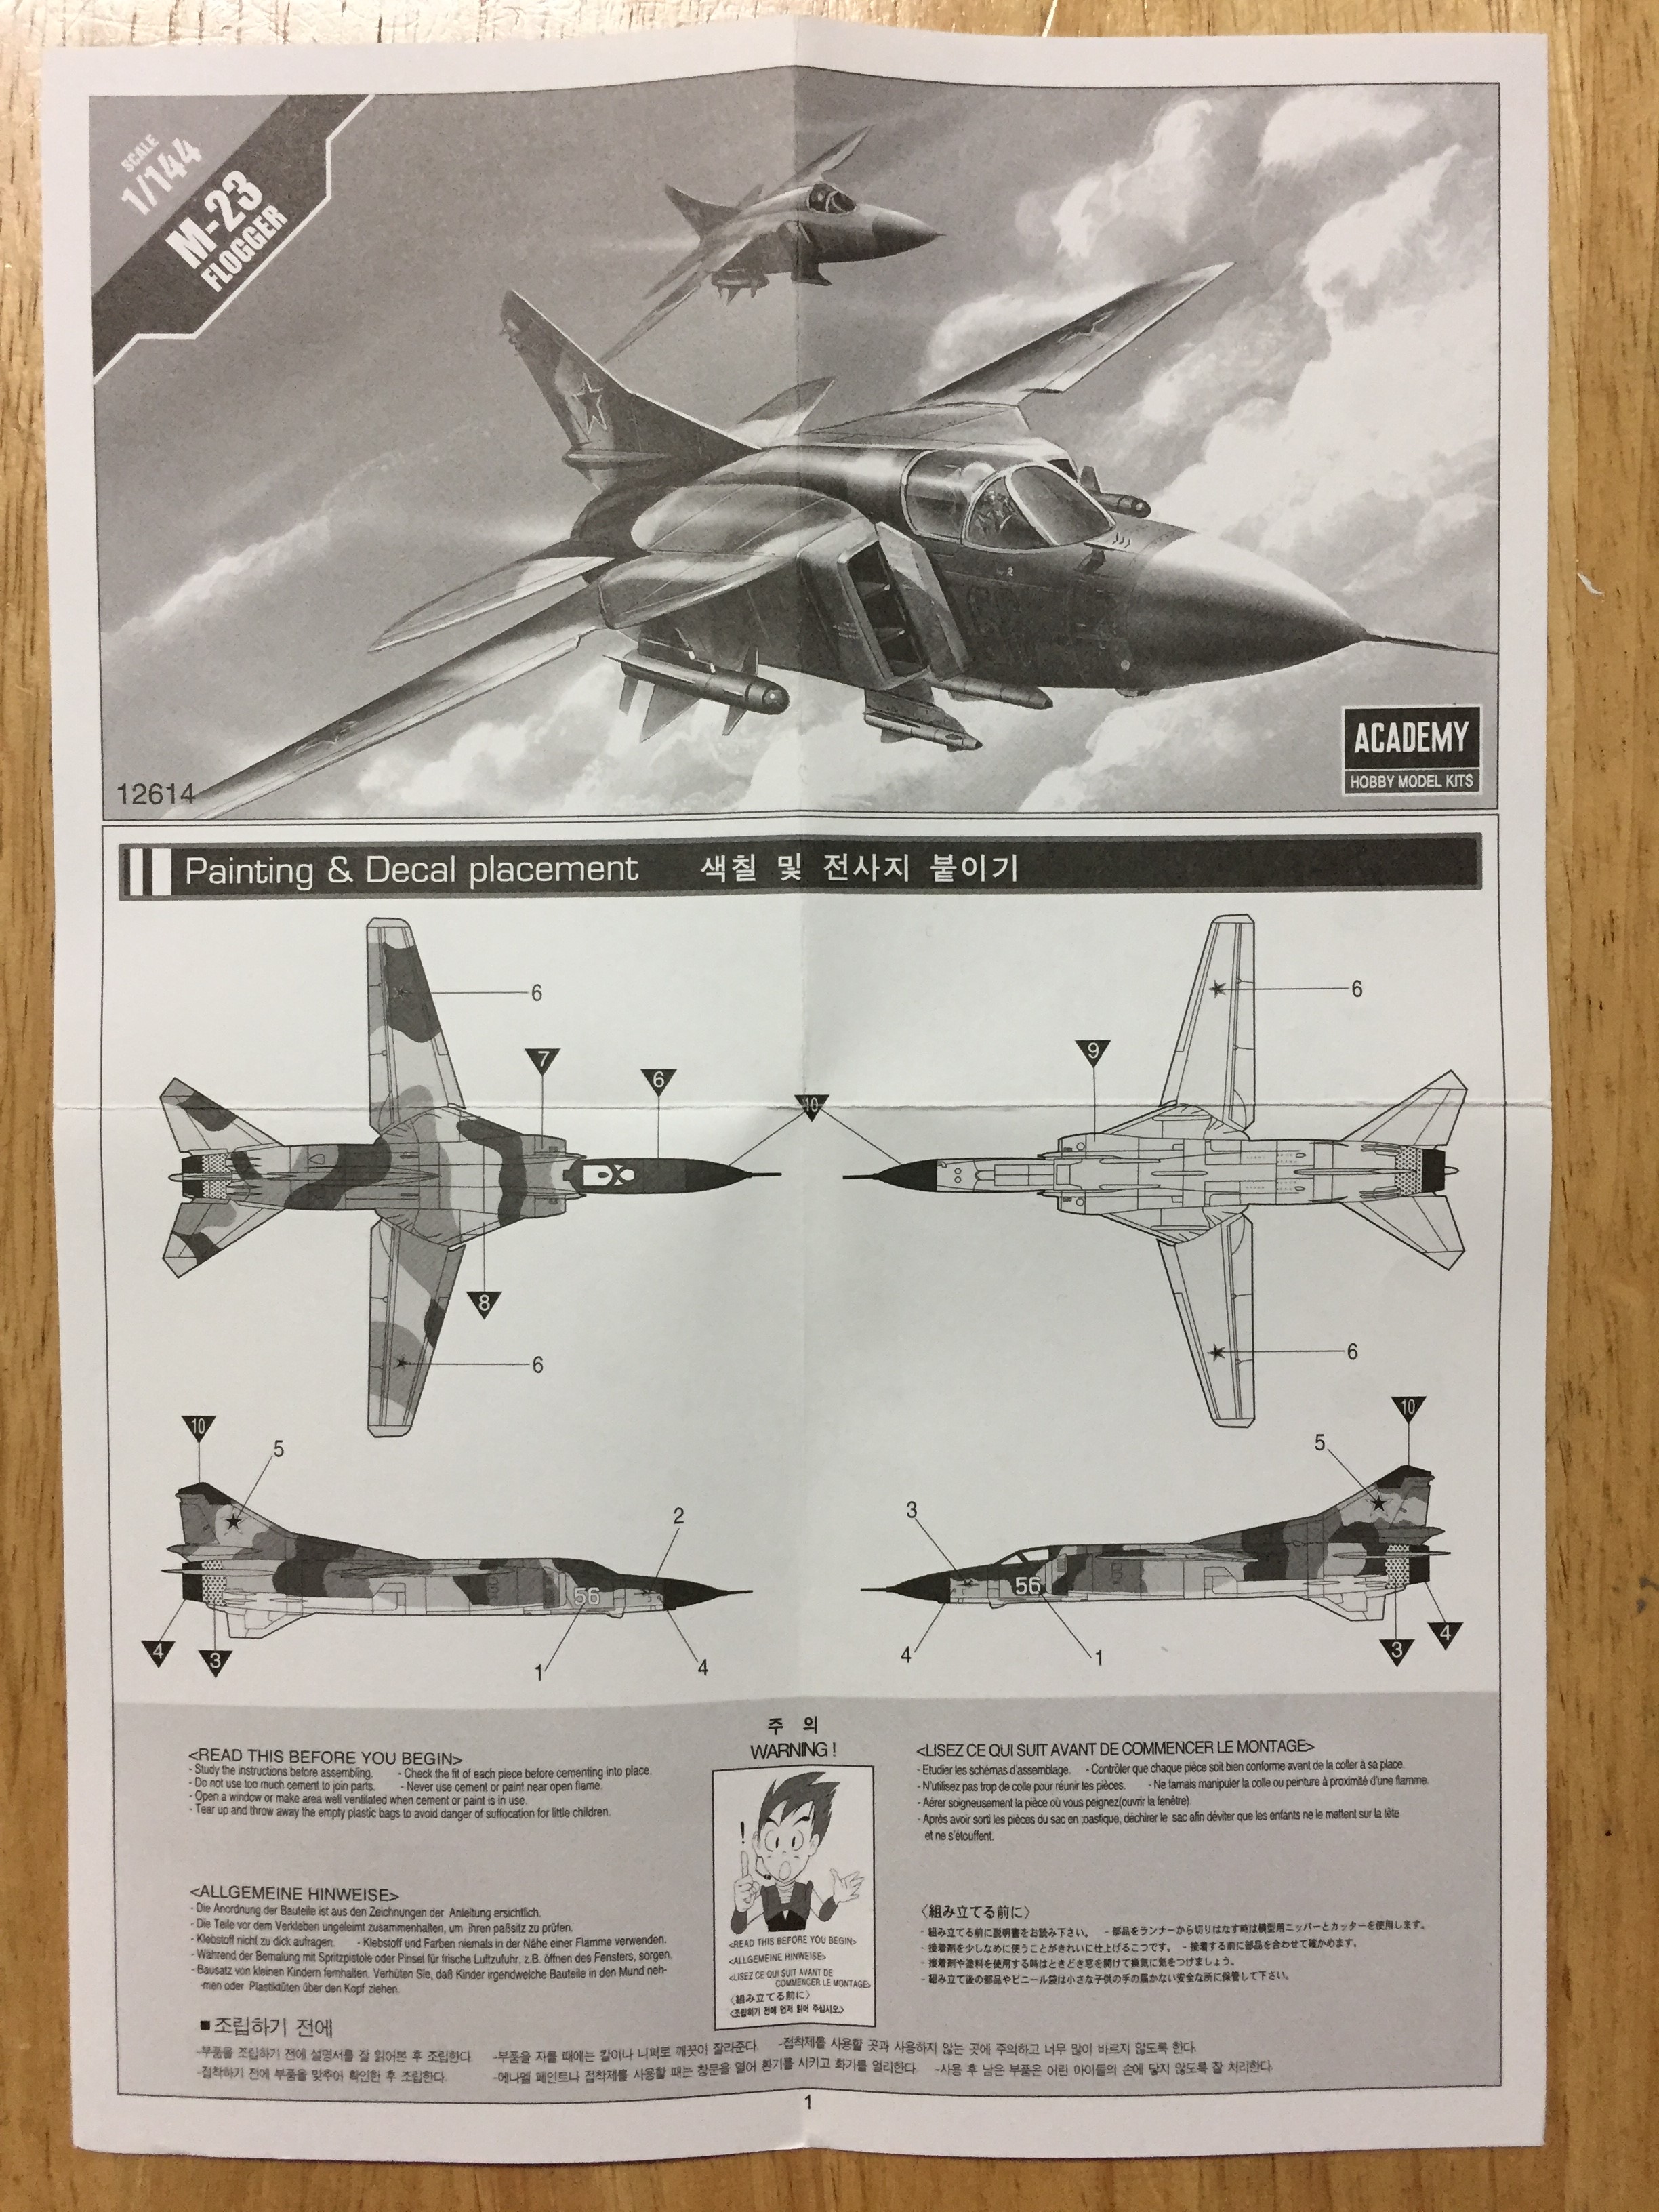 SCALE
1/144
M-23
FLOGGER
2
ACADEMY
HOBBY MODEL KITS
12614
Painting & Decal placement 색칠 및 전사지 붙이기
6
6
7
6
10
9
8
6
6
10
5
2
56
4
3
1
4
10
5
3
56
4
1
3
4
주 의
WARNING !
<READ THIS BEFORE YOU BEGIN>
- Study the instructions before assembling. - Check the fit of each piece before cementing into place.
- Do not use too much cement to join parts. - Never use cement or paint near open flame.
- Open a window or make area well ventilated when cement or paint is in use.
- Tear up and throw away the empty plastic bags to avoid danger of suffocation for little children.
<LISEZ CE QUI SUIT AVANT DE COMMENCER LE MONTAGE>
- Etudier les schémas d'assemblage. - Contrôler que chaque pièce soit bien conforme avant de la coller à sa place.
- N'utilisez pas trop de colle pour réunir les pièces. - Ne famais manipuler la colle ou peinture à proximité d'une flamme.
- Aérer soigneusement la pièce où vous peignez(ouvrir la fenêtre).
- Après avoir sorti les pièces du sac en ;oastique, déchirer le sac afin déviter que les enfants ne le mettent sur la tête
et ne s'étouffent.
<ALLGEMEINE HINWEISE>
- Die Anordnung der Bauteile ist aus den Zeichnungen der Anleitung ersichtlich.
- Die Teile vor dem Verkleben ungeleimt zusammenhalten, um ihren paßsitz zu prüfen.
- Klebstoff nicht zu dick auftragen. - Klebstoff und Farben niemals in der Nähe einer Flamme verwenden.
- Während der Bemalung mit Spritzpistole oder Pinsel für frische Luftzufuhr, z.B. öffnen des Fensters, sorgen.
- Bausatz von kleinen Kindern fernhalten. Verhüten Sie, daß Kinder irgendwelche Bauteile in den Mund neh-
-men oder Plastiktüten über den Kopf ziehen.
!
<READ THIS BEFORE YOU BEGIN>
<ALLGEMEINE HINWEISE>
<LISEZ CE QUI SUIT AVANT DE
COMMENCER LE MONTAGE>
〈組み立てる前に〉
<조립하기 전에 먼저 읽어 주십시오>
〈組み立てる前に〉
- 組み立てる前に説明書をお読み下さい。 - 部品をランナーから切りはなす時は模型用ニッパーとカッターを使用します。
- 接着剤を少しなめに使うことがきれいに仕上げるこつです。 - 接着する前に部品を合わせて確かめます。
- 接着剤や塗料を使用する時はときどき窓を開けて換気に気をつけましょう。
- 組み立て後の部品やビニール袋は小さな子供の手の届かない安全な所に保管して下さい。
■조립하기 전에
-부품을 조립하기 전에 설명서를 잘 읽어본 후 조립한다. -부품을 자를 때에는 칼이나 니퍼로 깨끗이 잘라준다. -접착제를 사용할 곳과 사용하지 않는 곳에 주의하고 너무 많이 바르지 않도록 한다.
-접착하기 전에 부품을 맞추어 확인한 후 조립한다. -에나멜 페인트나 접착제를 사용할 때는 창문을 열어 환기를 시키고 화기를 멀리한다. -사용 후 남은 부품은 어린 아이들의 손에 닿지 않도록 잘 처리한다.
1